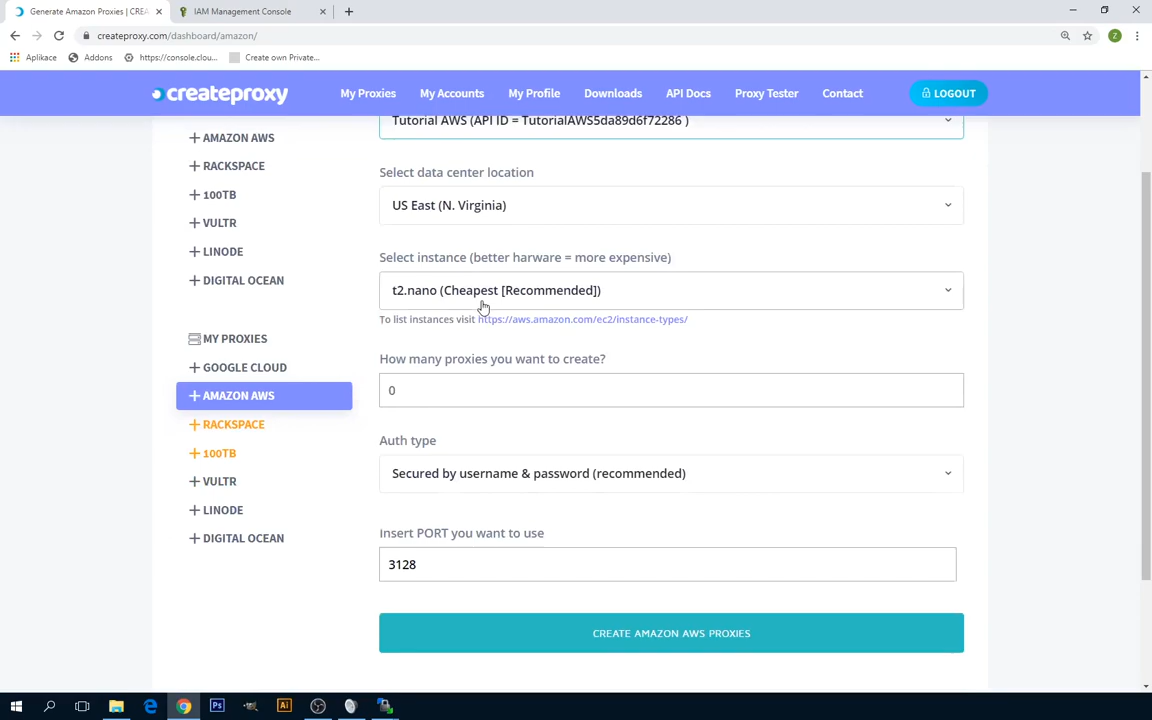 Generate Amazon Proxies | CREA
IAM Management Console
createproxy.com/dashboard/amazon/
Z
Aplikace
Addons
https://console.clou...
Create own Private...
createproxy
My Proxies
My Accounts
My Profile
Downloads
API Docs
Proxy Tester
Contact
LOGOUT
AMAZON AWS
RACKSPACE
100TB
VULTR
LINODE
DIGITAL OCEAN
MY PROXIES
GOOGLE CLOUD
AMAZON AWS
RACKSPACE
100TB
VULTR
LINODE
DIGITAL OCEAN
Tutorial AWS (API ID = TutorialAWS5da89d6f72286 )
Select data center location
US East (N. Virginia)
Select instance (better harware = more expensive)
t2.nano (Cheapest [Recommended])
To list instances visit https://aws.amazon.com/ec2/instance-types/
How many proxies you want to create?
0
Auth type
Secured by username & password (recommended)
Insert PORT you want to use
3128
CREATE AMAZON AWS PROXIES
Ps
Ai